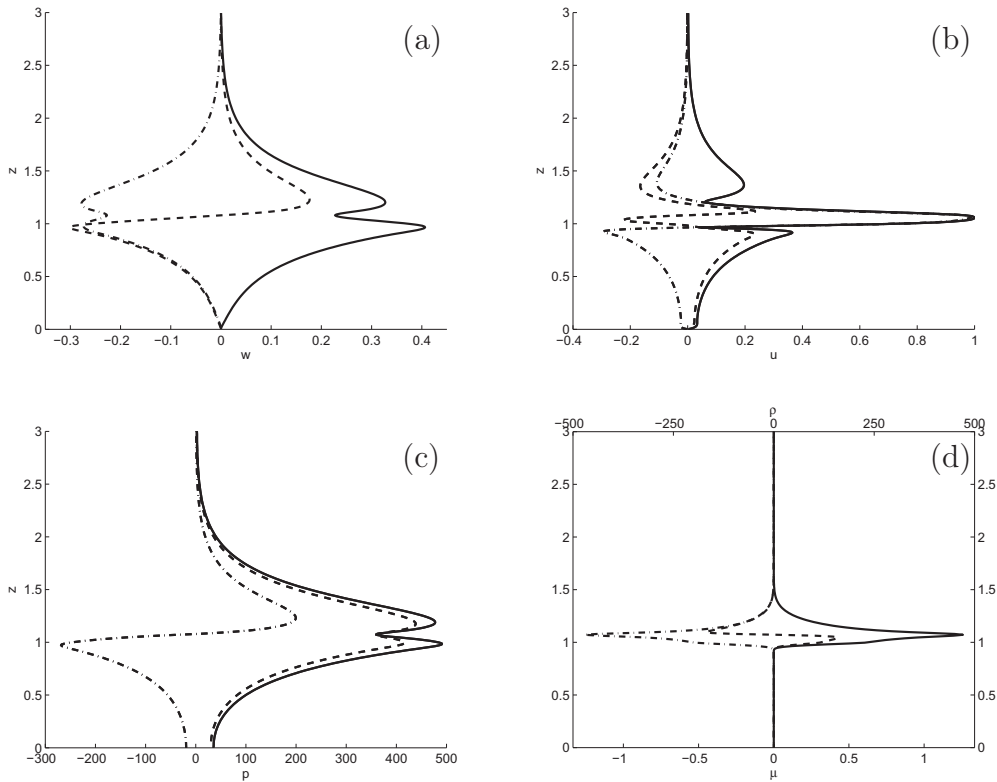 (a)
3
2.5
2
1.5
1
0.5
0
z
−0.3 −0.2 −0.1 0 0.1 0.2 0.3 0.4
w
(b)
3
2.5
2
1.5
1
0.5
0
z
−0.4 −0.2 0 0.2 0.4 0.6 0.8 1
u
(c)
3
2.5
2
1.5
1
0.5
0
z
−300 −200 −100 0 100 200 300 400 500
p
(d)
ρ
−500 −250 0 250 500
3 3
2.5 2.5
2 2
1.5 1.5
1 1
0.5 0.5
0 0
−1 −0.5 0 0.5 1
μ